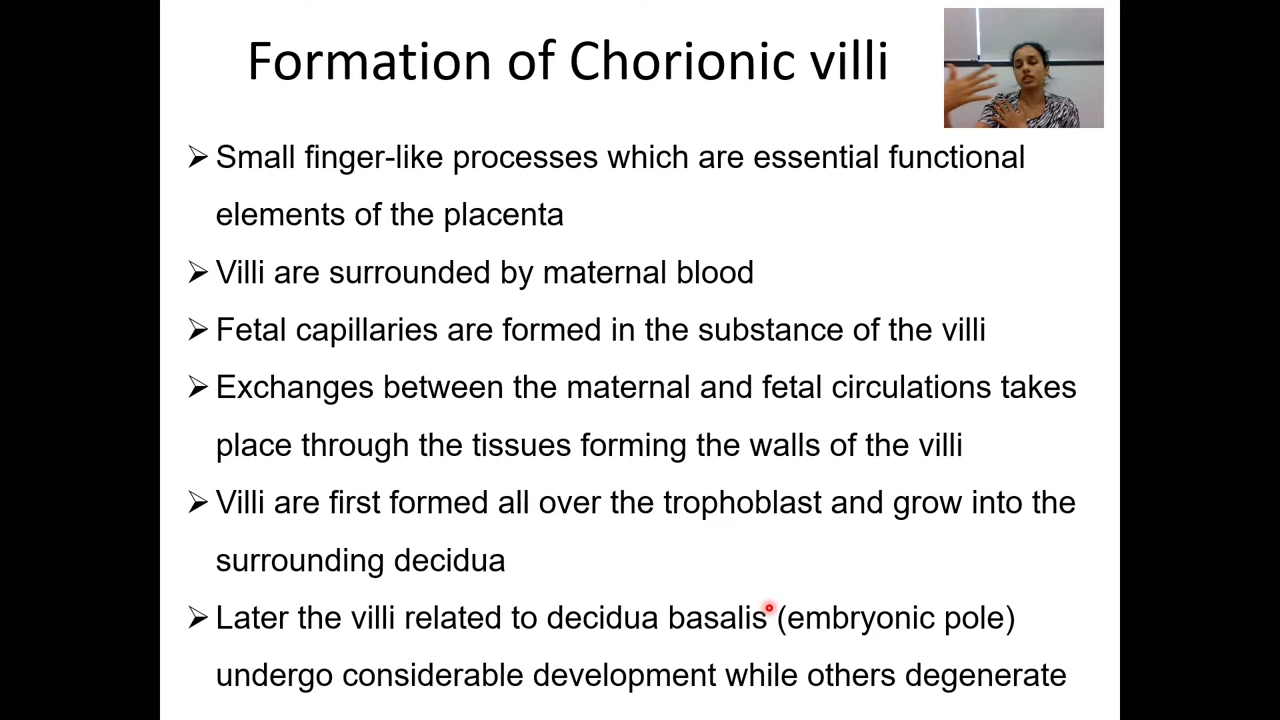 Formation of Chorionic villi
➢ Small finger-like processes which are essential functional
elements of the placenta
➢ Villi are surrounded by maternal blood
➢ Fetal capillaries are formed in the substance of the villi
➢ Exchanges between the maternal and fetal circulations takes
place through the tissues forming the walls of the villi
➢ Villi are first formed all over the trophoblast and grow into the
surrounding decidua
➢ Later the villi related to decidua basalis (embryonic pole)
undergo considerable development while others degenerate